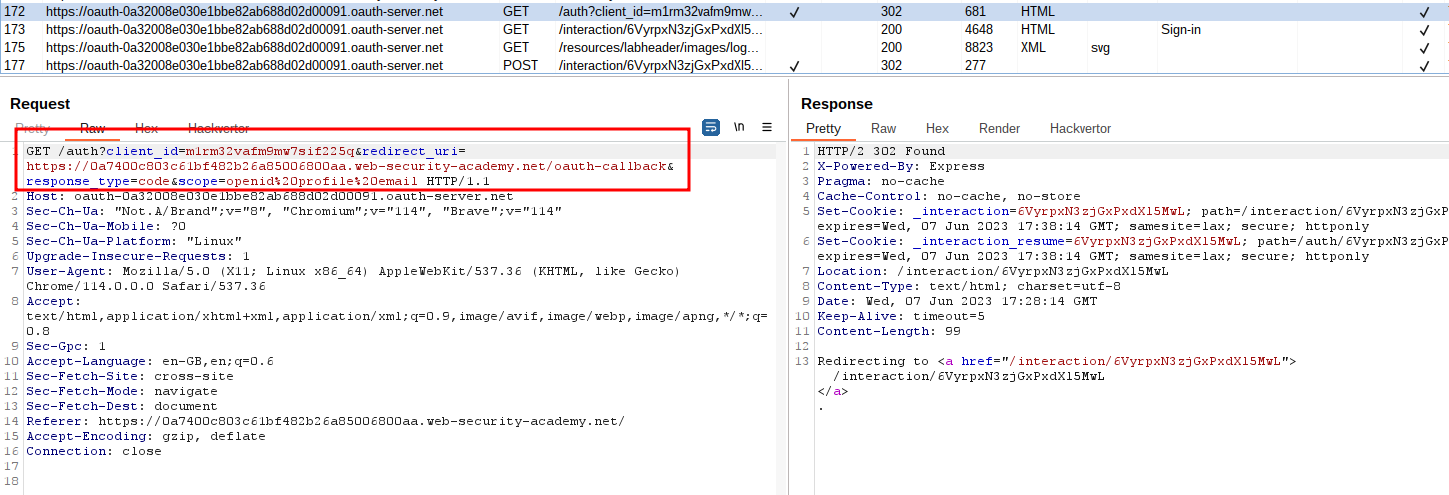 172 https://oauth-0a32008e030e1bbe82ab688d02d00091.oauth-server.net GET /auth?client_id=m1rm32vafm9mw... ✓ 302 681 HTML ✓
173 https://oauth-0a32008e030e1bbe82ab688d02d00091.oauth-server.net GET /interaction/6VyrpxN3zjGxPxdXl5... 200 4648 HTML Sign-in ✓
175 https://oauth-0a32008e030e1bbe82ab688d02d00091.oauth-server.net GET /resources/labheader/images/log... 200 8823 XML svg ✓
177 https://oauth-0a32008e030e1bbe82ab688d02d00091.oauth-server.net POST /interaction/6VyrpxN3zjGxPxdXl5... ✓ 302 277 ✓
Request
Pretty Raw Hex Hackvertor \n
1 GET /auth?client_id=m1rm32vafm9mw7sif225q&redirect_uri=
https://0a7400c803c61bf482b26a85006800aa.web-security-academy.net/oauth-callback&
response_type=code&scope=openid%20profile%20email HTTP/1.1
2 Host: oauth-0a32008e030e1bbe82ab688d02d00091.oauth-server.net
3 Sec-Ch-Ua: "Not.A/Brand";v="8", "Chromium";v="114", "Brave";v="114"
4 Sec-Ch-Ua-Mobile: ?0
5 Sec-Ch-Ua-Platform: "Linux"
6 Upgrade-Insecure-Requests: 1
7 User-Agent: Mozilla/5.0 (X11; Linux x86_64) AppleWebKit/537.36 (KHTML, like Gecko)
Chrome/114.0.0.0 Safari/537.36
8 Accept:
text/html,application/xhtml+xml,application/xml;q=0.9,image/avif,image/webp,image/apng,*/*;q=
0.8
9 Sec-Gpc: 1
10 Accept-Language: en-GB,en;q=0.6
11 Sec-Fetch-Site: cross-site
12 Sec-Fetch-Mode: navigate
13 Sec-Fetch-Dest: document
14 Referer: https://0a7400c803c61bf482b26a85006800aa.web-security-academy.net/
15 Accept-Encoding: gzip, deflate
16 Connection: close
17
18
Response
Pretty Raw Hex Render Hackvertor
1 HTTP/2 302 Found
2 X-Powered-By: Express
3 Pragma: no-cache
4 Cache-Control: no-cache, no-store
5 Set-Cookie: _interaction=6VyrpxN3zjGxPxdXl5MwL; path=/interaction/6VyrpxN3zjGxPxdX
expires=Wed, 07 Jun 2023 17:38:14 GMT; samesite=lax; secure; httponly
6 Set-Cookie: _interaction_resume=6VyrpxN3zjGxPxdXl5MwL; path=/auth/6VyrpxN3zjGxPxdX
expires=Wed, 07 Jun 2023 17:38:14 GMT; samesite=lax; secure; httponly
7 Location: /interaction/6VyrpxN3zjGxPxdXl5MwL
8 Content-Type: text/html; charset=utf-8
9 Date: Wed, 07 Jun 2023 17:28:14 GMT
10 Keep-Alive: timeout=5
11 Content-Length: 99
12
13 Redirecting to <a href="/interaction/6VyrpxN3zjGxPxdXl5MwL">
/interaction/6VyrpxN3zjGxPxdXl5MwL
</a>
.